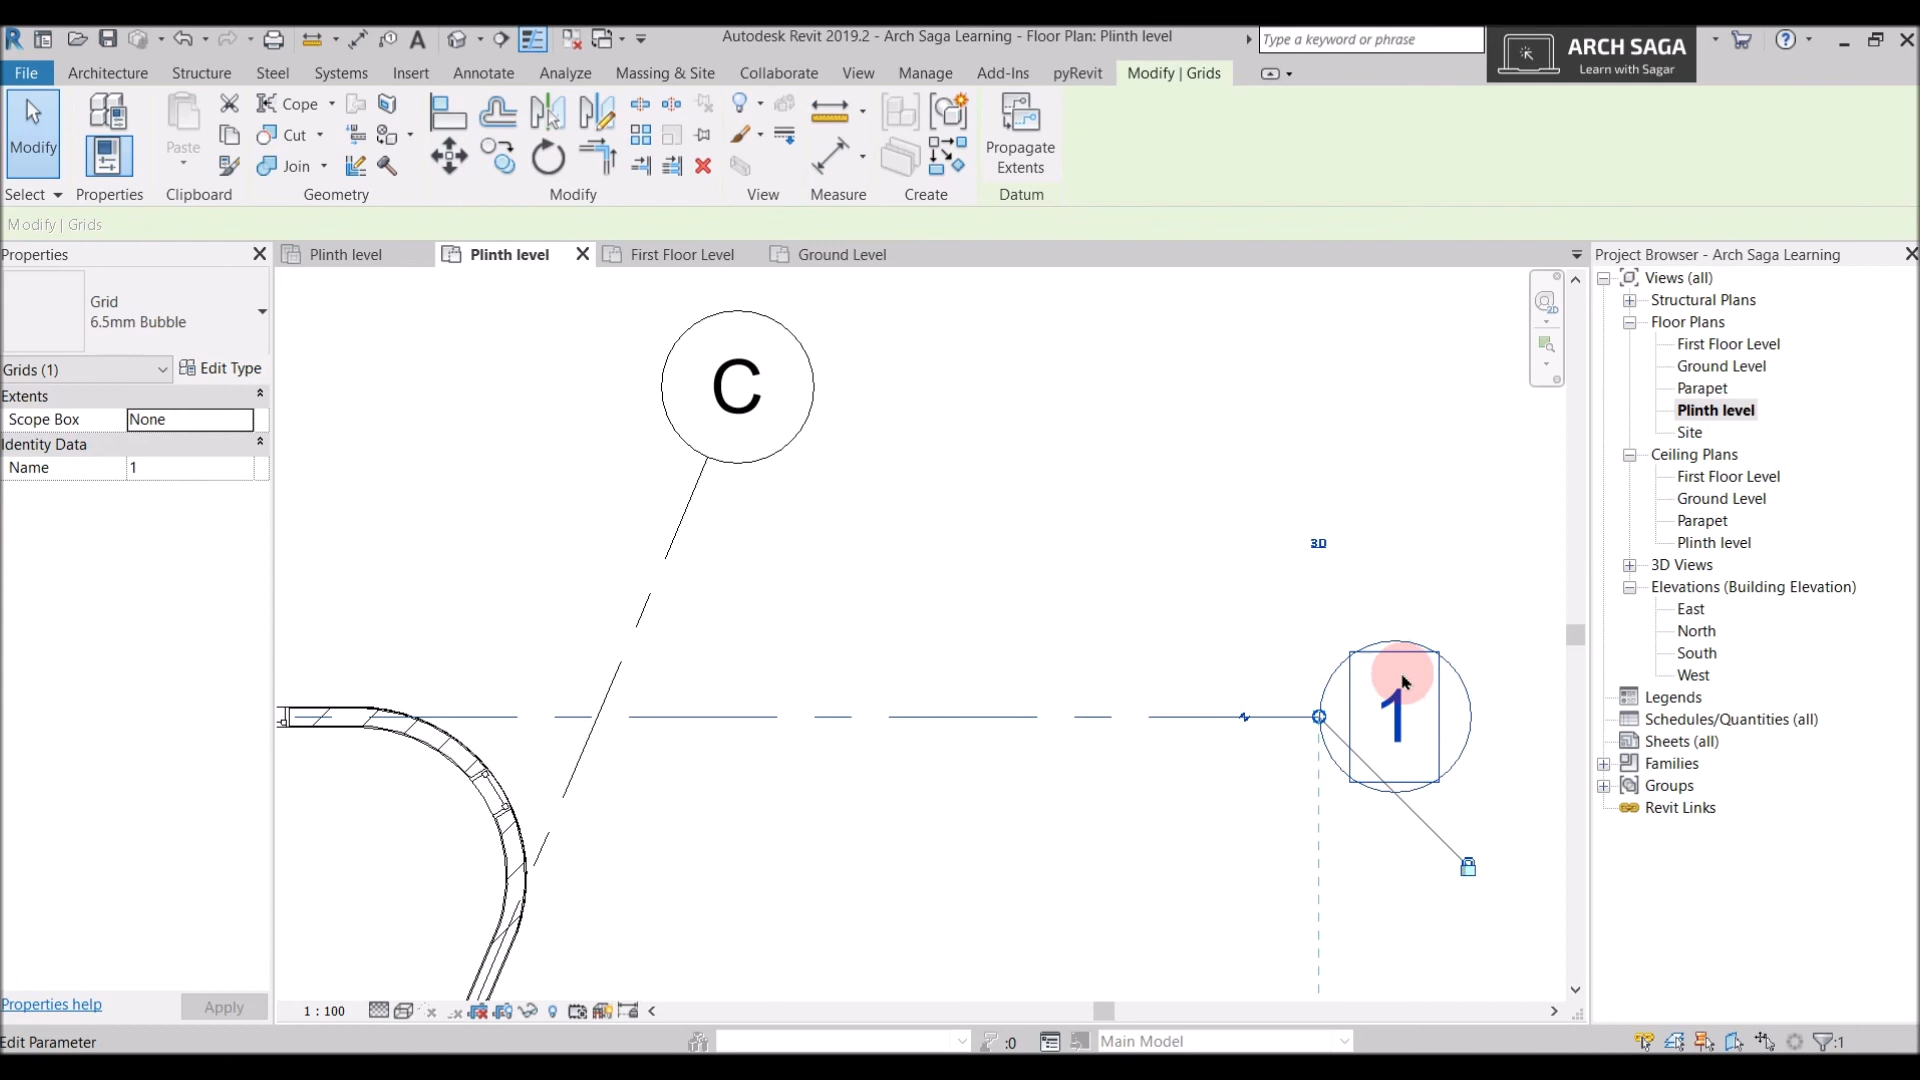 Autodesk Revit 2019.2 - Arch Saga Learning - Floor Plan: Plinth level
Type a keyword or phrase
ARCH SAGA
Learn with Sagar
File Architecture Structure Steel Systems Insert Annotate Analyze Massing & Site Collaborate View Manage Add-Ins pyRevit Modify | Grids
Modify
Paste
Cope
Cut
Join
Propagate
Extents
Select Properties Clipboard Geometry Modify View Measure Create Datum
Modify | Grids
Properties
Grid
6.5mm Bubble
Grids (1)
Edit Type
Extents
Scope Box None
Identity Data
Name 1
Properties help
Apply
Plinth level
Plinth level
First Floor Level
Ground Level
2D
C
3D
1
1 : 100
Project Browser - Arch Saga Learning
Views (all)
Structural Plans
Floor Plans
First Floor Level
Ground Level
Parapet
Plinth level
Site
Ceiling Plans
First Floor Level
Ground Level
Parapet
Plinth level
3D Views
Elevations (Building Elevation)
East
North
South
West
Legends
Schedules/Quantities (all)
Sheets (all)
Families
Groups
Revit Links
Edit Parameter
:0
Main Model
:1